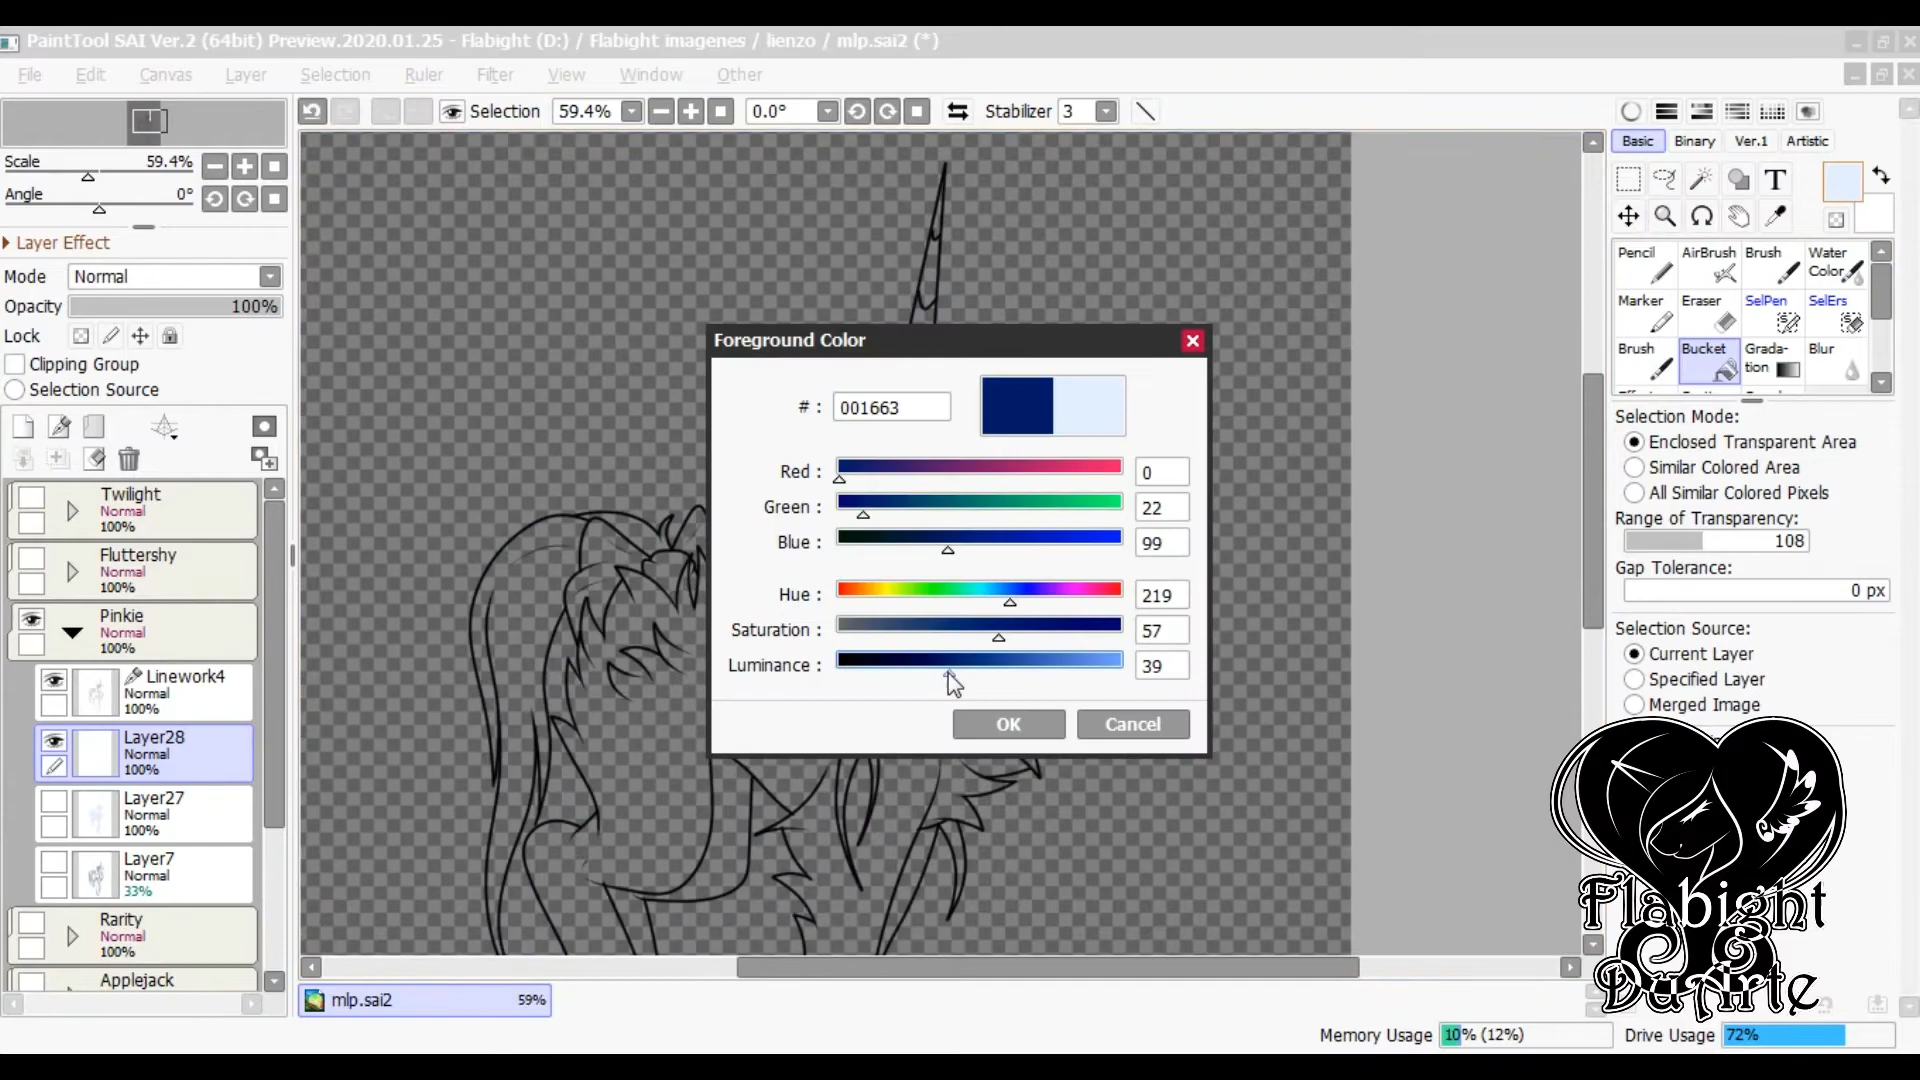 PaintTool SAI Ver.2 (64bit) Preview.2020.01.25 - Flabight (D:) / Flabight imagenes / lienzo / mlp.sai2 (*)
File Edit Canvas Layer Selection Ruler Filter View Window Other
Selection 59.4% 0.0° Stabilizer 3
Scale 59.4%
Angle 0°
Layer Effect
Mode Normal
Opacity 100%
Lock
Clipping Group
Selection Source
Twilight
Normal
100%
Fluttershy
Normal
100%
Pinkie
Normal
100%
Linework4
Normal
100%
Layer28
Normal
100%
Layer27
Normal
100%
Layer7
Normal
33%
Rarity
Normal
100%
Applejack
Foreground Color
# : 001663
Red : 0
Green : 22
Blue : 99
Hue : 219
Saturation : 57
Luminance : 39
OK Cancel
mlp.sai2 59%
Basic Binary Ver.1 Artistic
T
Pencil AirBrush Brush Water
Color
Marker Eraser SelPen SelErs
Brush Bucket Grada-
tion Blur
Selection Mode:
Enclosed Transparent Area
Similar Colored Area
All Similar Colored Pixels
Range of Transparency:
108
Gap Tolerance:
0 px
Selection Source:
Current Layer
Specified Layer
Merged Image
Flabight
DuArte
Memory Usage 10% (12%) Drive Usage 72%